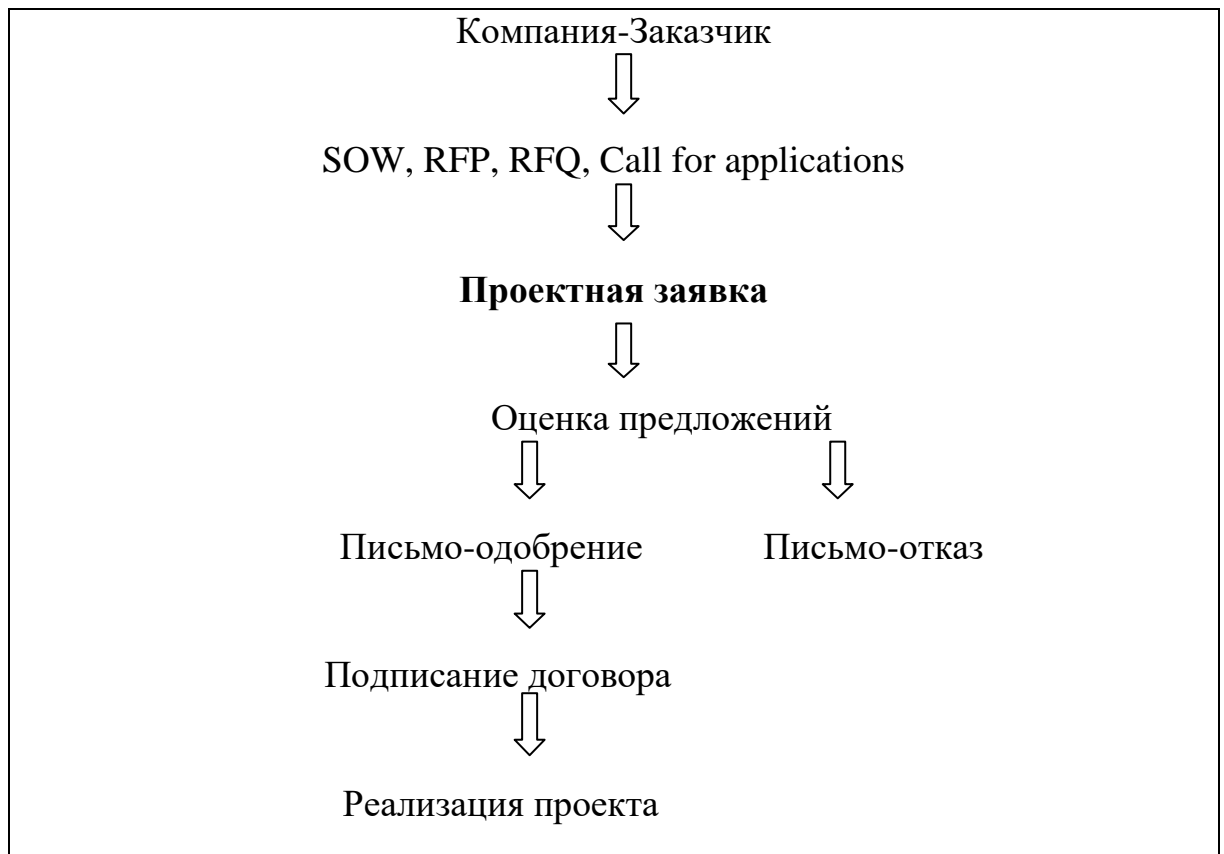 Компания-Заказчик
SOW, RFP, RFQ, Call for applications
Проектная заявка
Оценка предложений
Письмо-одобрение Письмо-отказ
Подписание договора
Реализация проекта